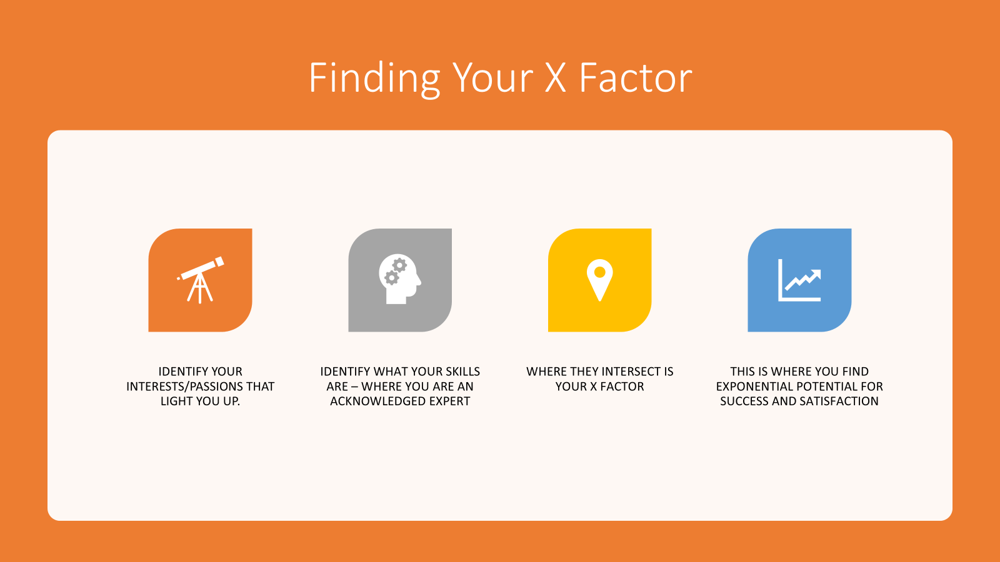 Finding Your X Factor
IDENTIFY YOUR
INTERESTS/PASSIONS THAT
LIGHT YOU UP.
IDENTIFY WHAT YOUR SKILLS
ARE – WHERE YOU ARE AN
ACKNOWLEDGED EXPERT
WHERE THEY INTERSECT IS
YOUR X FACTOR
THIS IS WHERE YOU FIND
EXPONENTIAL POTENTIAL FOR
SUCCESS AND SATISFACTION